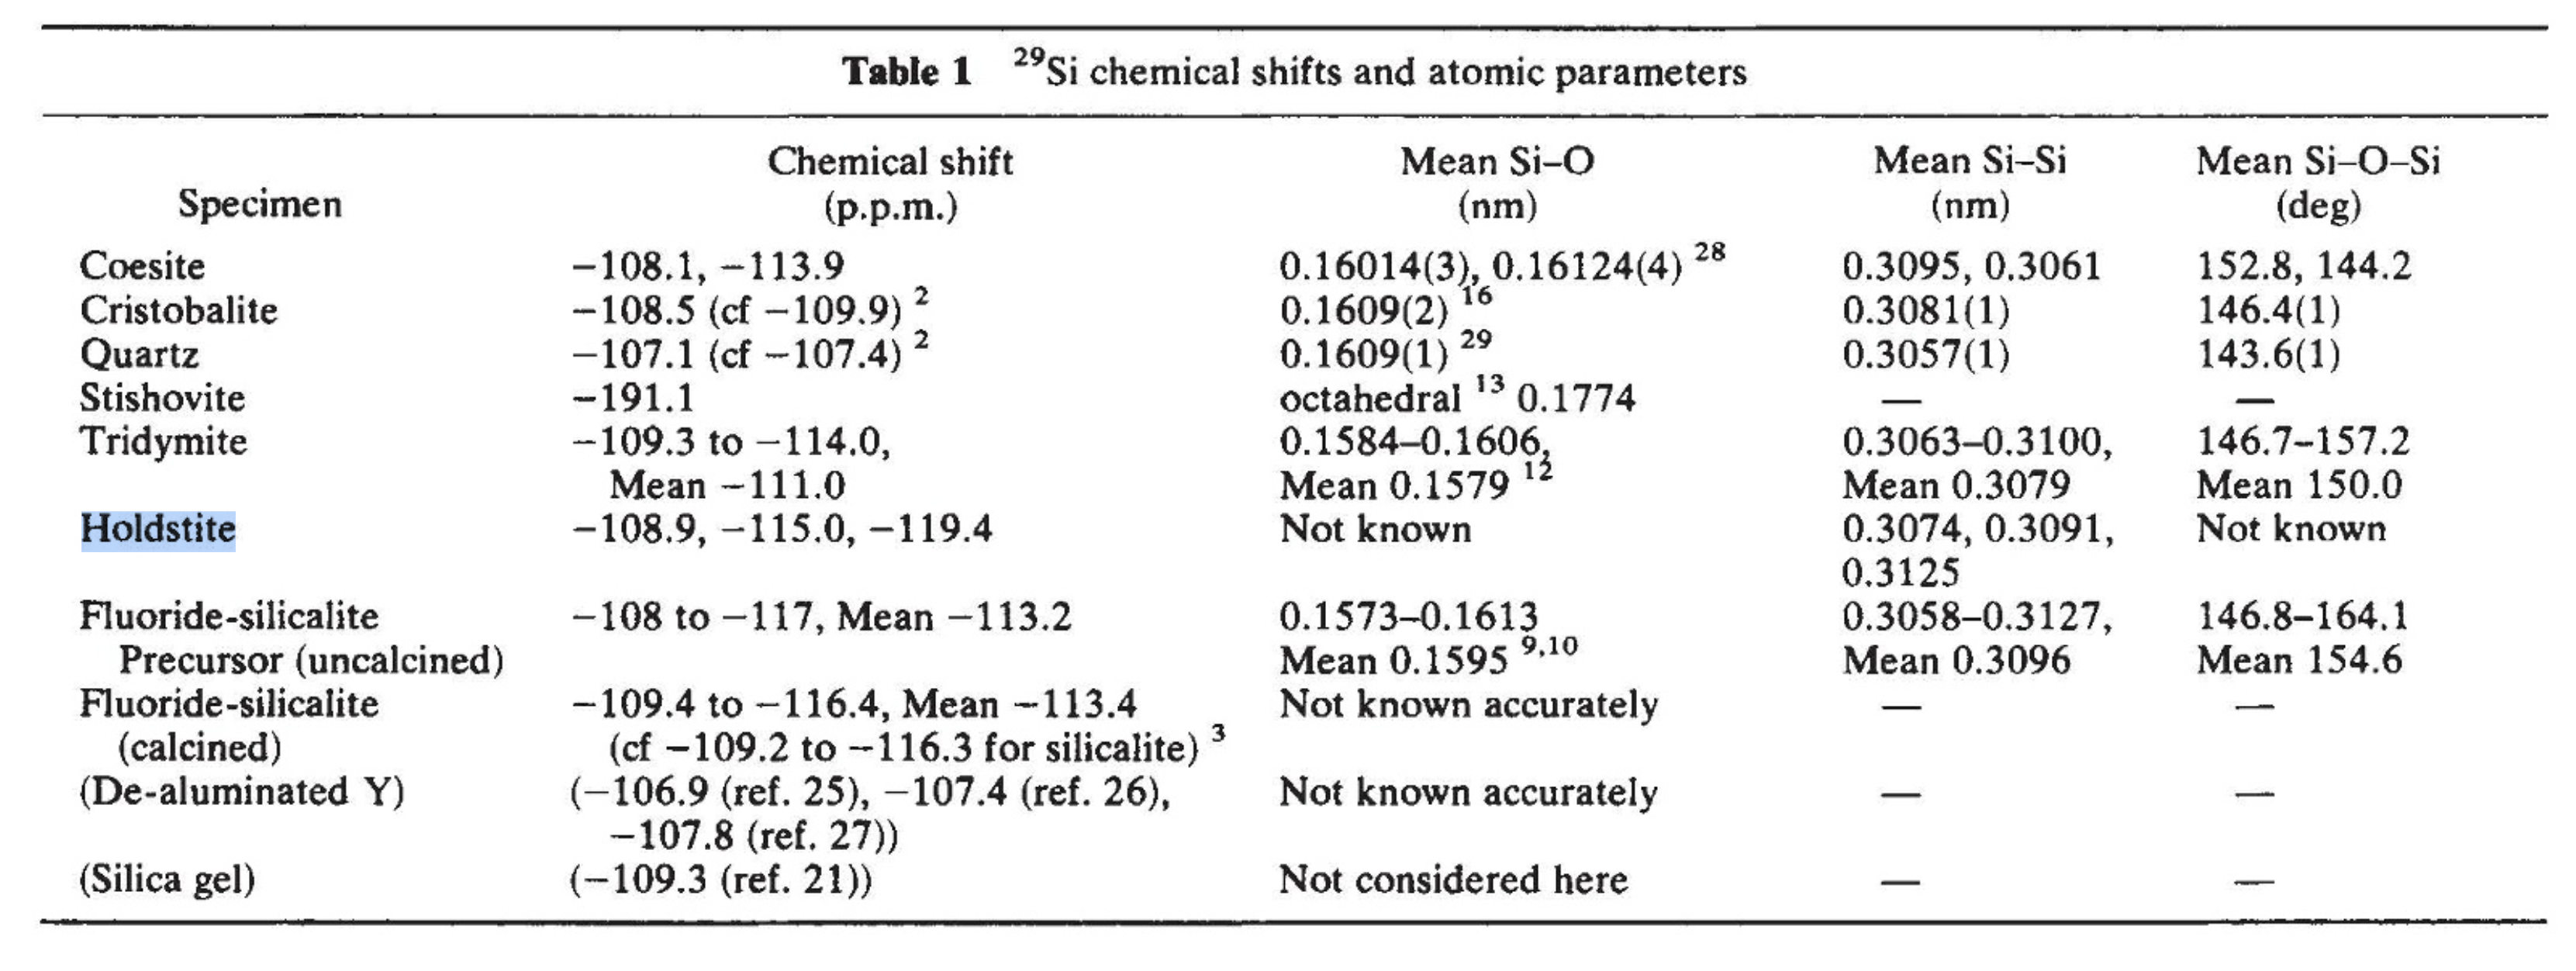 Table 1 ²⁹Si chemical shifts and atomic parameters
Chemical shift Mean Si–O Mean Si–Si Mean Si–O–Si
Specimen (p.p.m.) (nm) (nm) (deg)
Coesite −108.1, −113.9 0.16014(3), 0.16124(4) ²⁸ 0.3095, 0.3061 152.8, 144.2
Cristobalite −108.5 (cf −109.9) ² 0.1609(2) ¹⁶ 0.3081(1) 146.4(1)
Quartz −107.1 (cf −107.4) ² 0.1609(1) ²⁹ 0.3057(1) 143.6(1)
Stishovite −191.1 octahedral ¹³ 0.1774 — —
Tridymite −109.3 to −114.0, 0.1584–0.1606, 0.3063–0.3100, 146.7–157.2
Mean −111.0 Mean 0.1579 ¹² Mean 0.3079 Mean 150.0
Holdstite −108.9, −115.0, −119.4 Not known 0.3074, 0.3091, Not known
0.3125
Fluoride-silicalite −108 to −117, Mean −113.2 0.1573–0.1613 0.3058–0.3127, 146.8–164.1
Precursor (uncalcined) Mean 0.1595 ⁹,¹⁰ Mean 0.3096 Mean 154.6
Fluoride-silicalite −109.4 to −116.4, Mean −113.4 Not known accurately — —
(calcined) (cf −109.2 to −116.3 for silicalite) ³
(De-aluminated Y) (−106.9 (ref. 25), −107.4 (ref. 26), Not known accurately — —
−107.8 (ref. 27))
(Silica gel) (−109.3 (ref. 21)) Not considered here — —